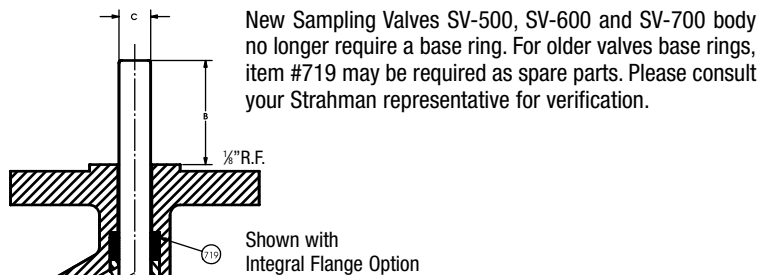 C
New Sampling Valves SV-500, SV-600 and SV-700 body
no longer require a base ring. For older valves base rings,
item #719 may be required as spare parts. Please consult
your Strahman representative for verification.
B
⅛”R.F.
719
Shown with
Integral Flange Option